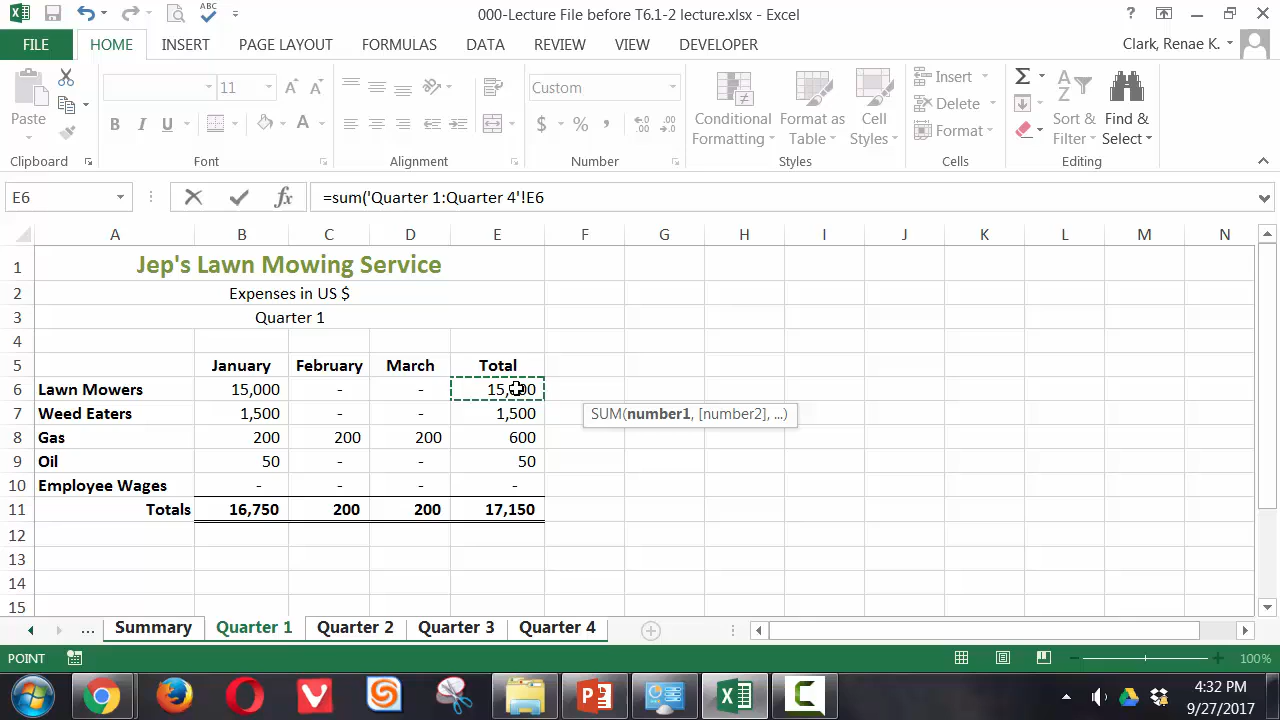 000-Lecture File before T6.1-2 lecture.xlsx - Excel
?
FILE HOME INSERT PAGE LAYOUT FORMULAS DATA REVIEW VIEW DEVELOPER Clark, Renae K.
Paste
Clipboard
11
B I U A
Font
Alignment
Custom
$ % ,
Number
Conditional Formatting
Format as Table
Cell Styles
Styles
Insert
Delete
Format
Cells
Sort & Filter
Find & Select
Editing
E6 fx =sum('Quarter 1:Quarter 4'!E6
A B C D E F G H I J K L M N
1 Jep's Lawn Mowing Service
2 Expenses in US $
3 Quarter 1
4
5 January February March Total
6 Lawn Mowers 15,000 - - 15,000
7 Weed Eaters 1,500 - - 1,500
SUM(number1, [number2], ...)
8 Gas 200 200 200 600
9 Oil 50 - - 50
10 Employee Wages - -
11 Totals 16,750 200 200 17,150
12
13
14
15
... Summary Quarter 1 Quarter 2 Quarter 3 Quarter 4
POINT 100%
4:32 PM
9/27/2017